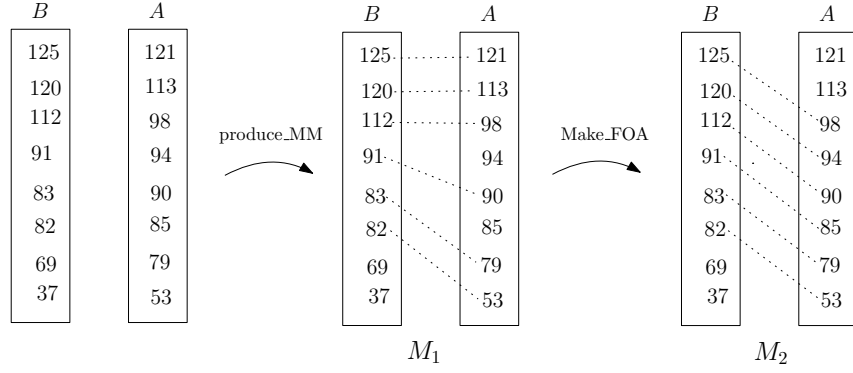 B A B A B A
125 121 125 121 125 121
120 113 120 113 120 113
112 98 112 98 112 98
produce_MM Make_FOA
91 94 91 94 91 94
83 90 83 90 83 90
82 85 82 85 82 85
69 79 69 79 69 79
37 53 37 53 37 53
M1 M2